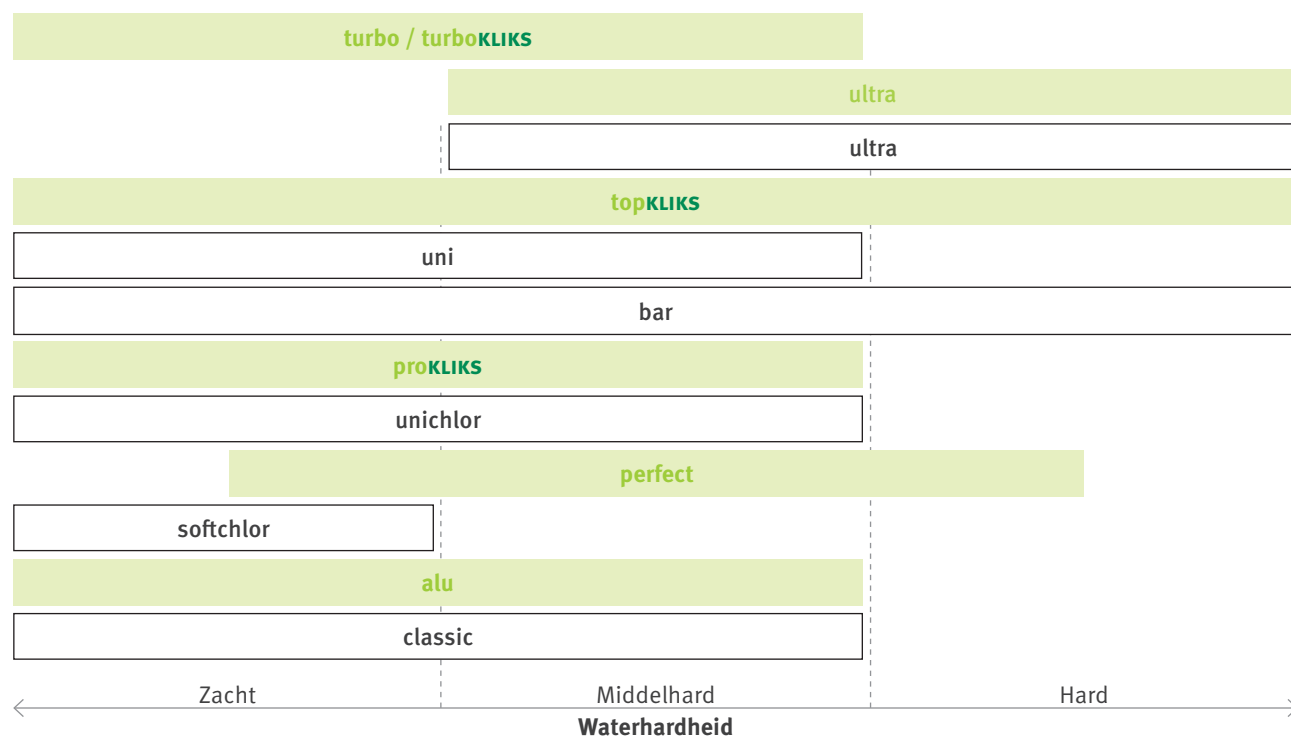 turbo / turboKLIKS
ultra
ultra
topKLIKS
uni
bar
proKLIKS
unichlor
perfect
softchlor
alu
classic
Zacht Middelhard Hard
Waterhardheid